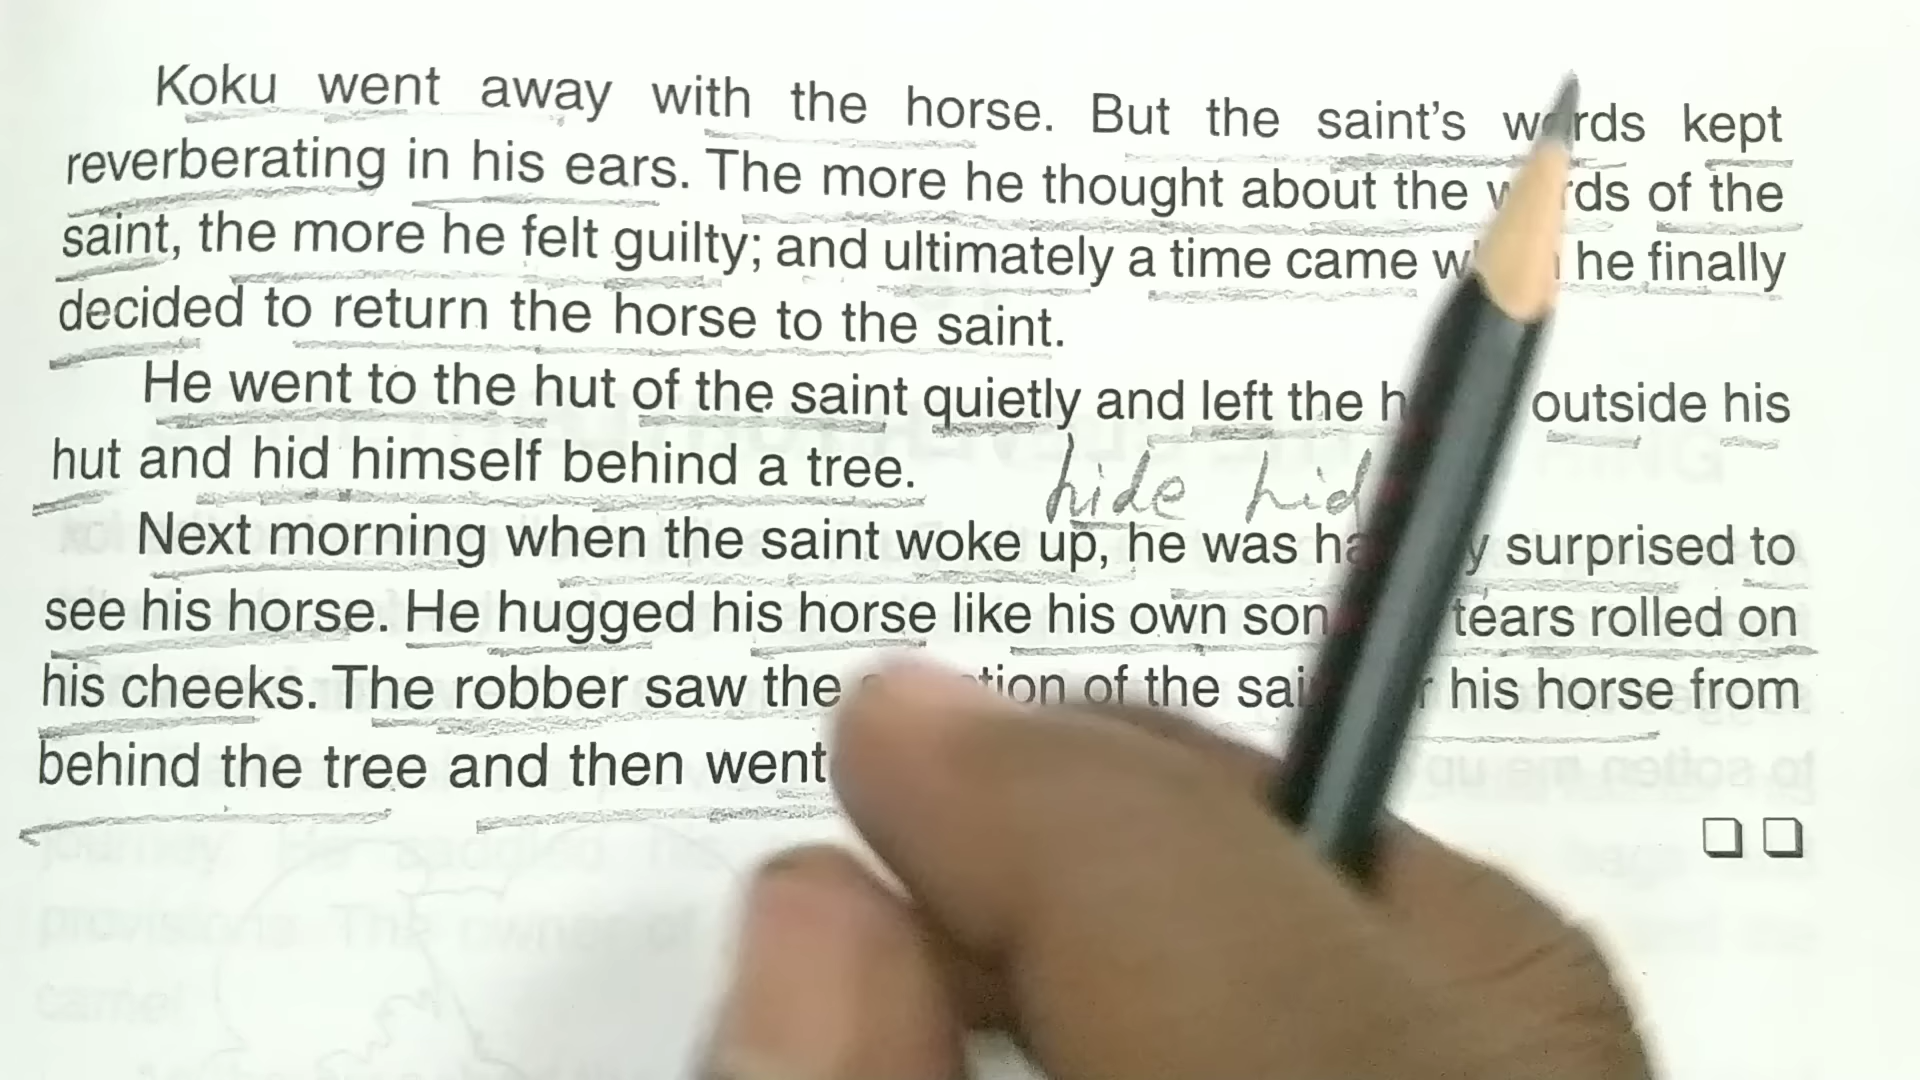 Koku went away with the horse. But the saint's words kept
reverberating in his ears. The more he thought about the words of the
saint, the more he felt guilty; and ultimately a time came he finally
decided to return the horse to the saint.
He went to the hut of the saint quietly and left the outside his
hut and hid himself behind a tree.
hide hid
Next morning when the saint woke up, he was surprised to
see his horse. He hugged his horse like his own son tears rolled on
his cheeks. The robber saw the of the his horse from
behind the tree and then went